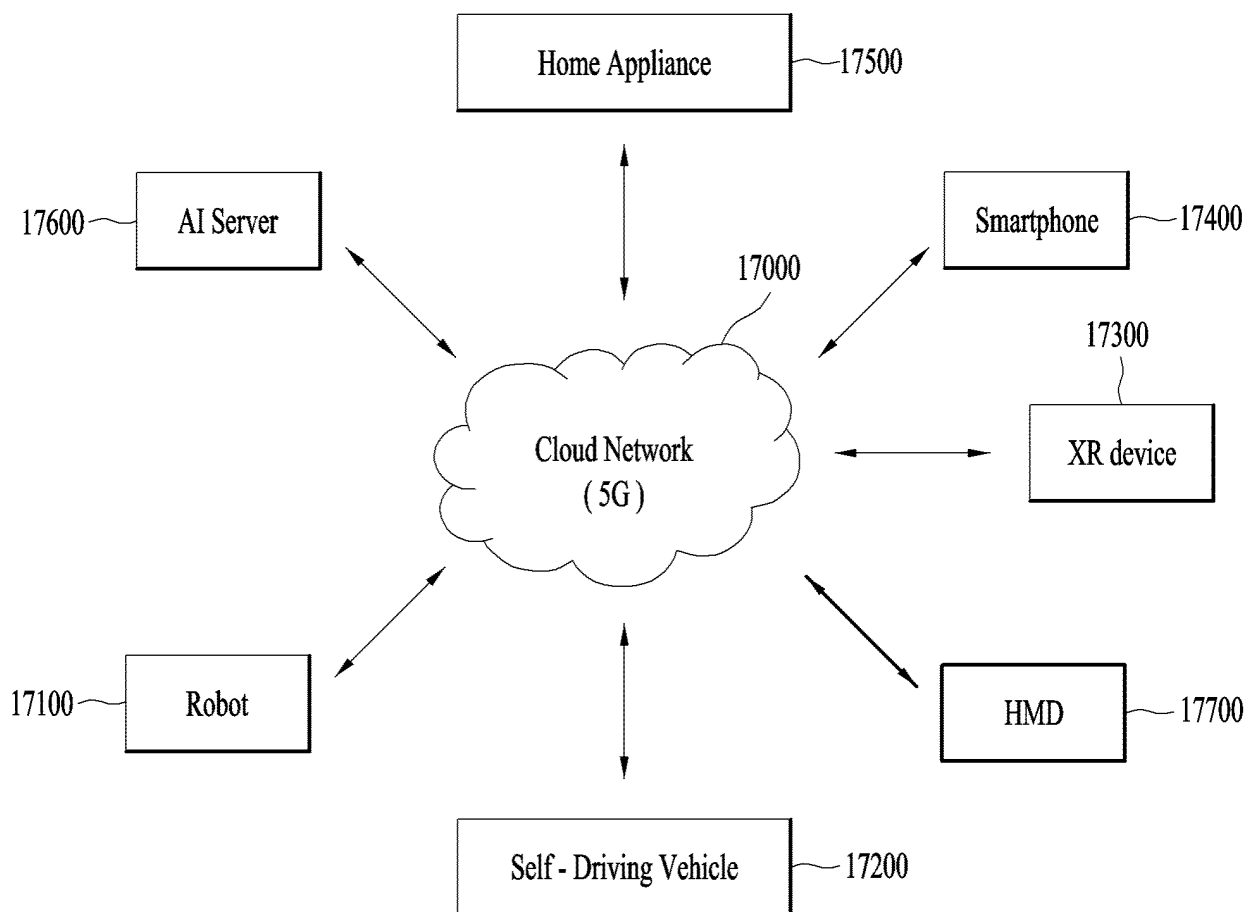 Home Appliance
17500
17600
AI Server
Smartphone
17400
17000
17300
Cloud Network
( 5G )
XR device
17100
Robot
HMD
17700
Self - Driving Vehicle
17200